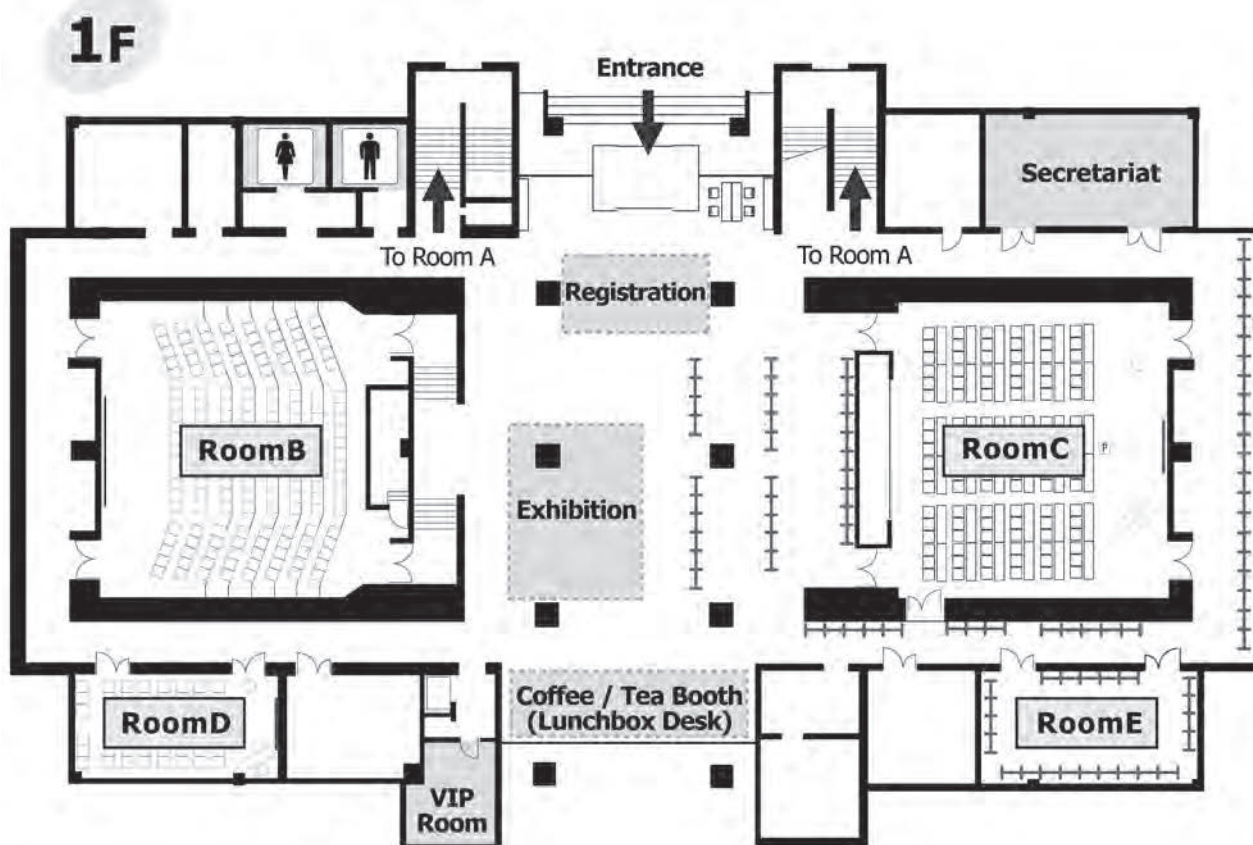 1F
Entrance
Secretariat
To Room A
To Room A
Registration
RoomB
RoomC
P
Exhibition
Coffee / Tea Booth
(Lunchbox Desk)
RoomD
RoomE
VIP
Room